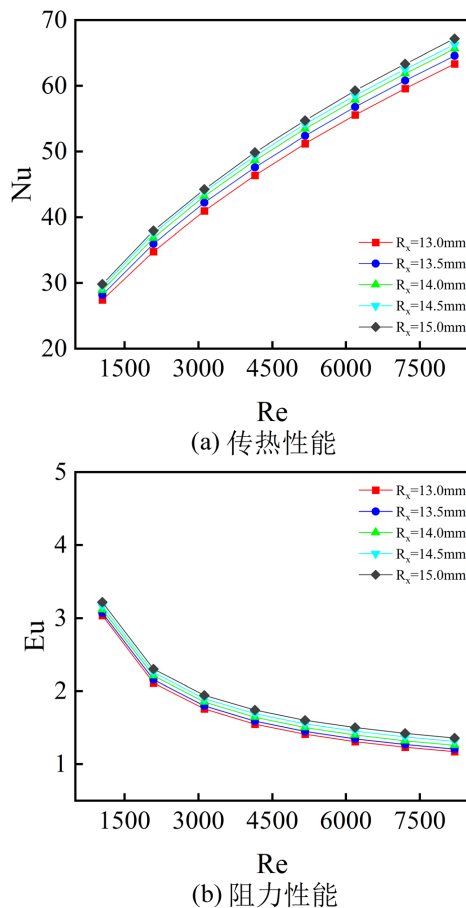 70
60
50
40
30
20
Nu
R_x=13.0mm
R_x=13.5mm
R_x=14.0mm
R_x=14.5mm
R_x=15.0mm
1500 3000 4500 6000 7500
Re
(a) 传热性能
5
4
3
2
1
Eu
R_x=13.0mm
R_x=13.5mm
R_x=14.0mm
R_x=14.5mm
R_x=15.0mm
1500 3000 4500 6000 7500
Re
(b) 阻力性能